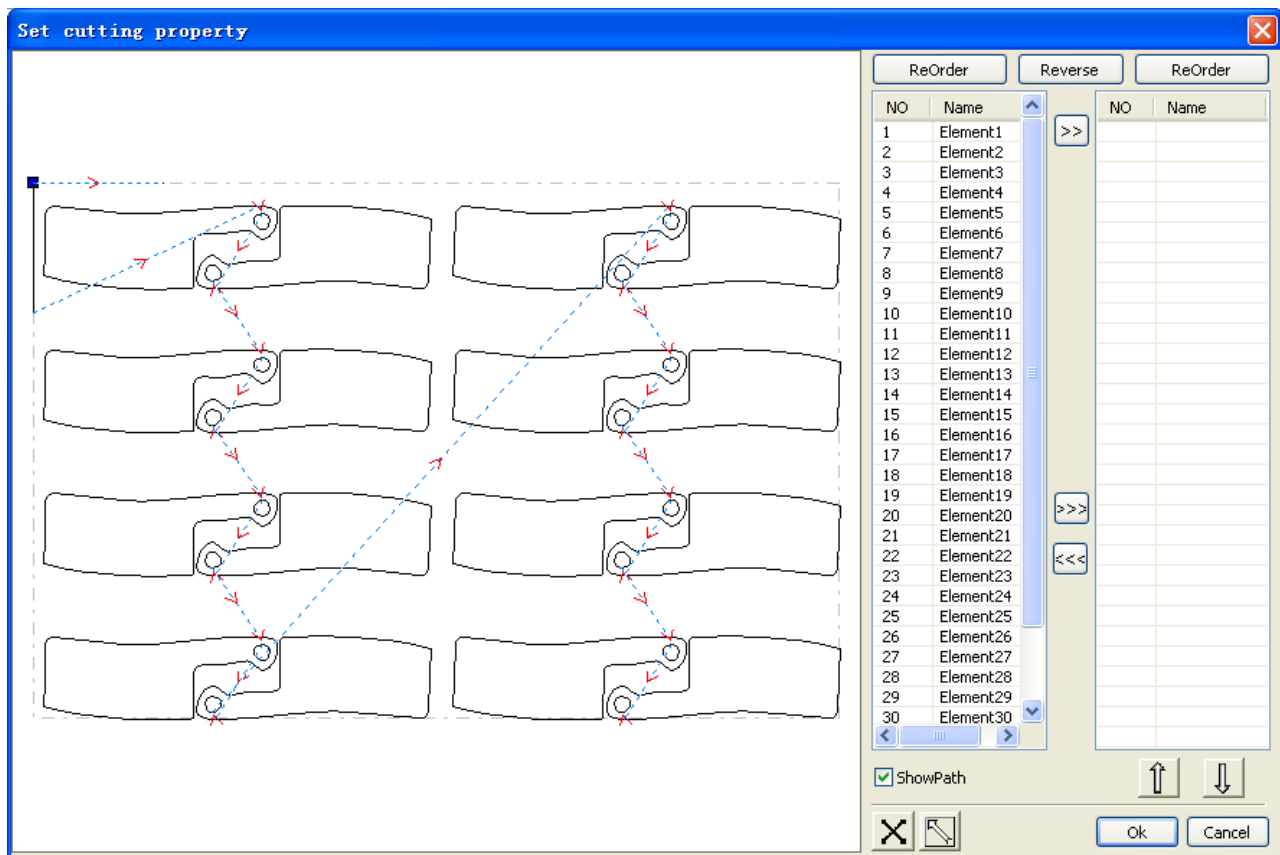 Set cutting property
ReOrder Reverse ReOrder
NO Name >> NO Name
1 Element1
2 Element2
3 Element3
4 Element4
5 Element5
6 Element6
7 Element7
8 Element8
9 Element9
10 Element10
11 Element11
12 Element12
13 Element13
14 Element14
15 Element15
16 Element16
17 Element17
18 Element18
19 Element19
20 Element20 >>>
21 Element21
22 Element22 <<<
23 Element23
24 Element24
25 Element25
26 Element26
27 Element27
28 Element28
29 Element29
30 Element30
ShowPath
Ok Cancel